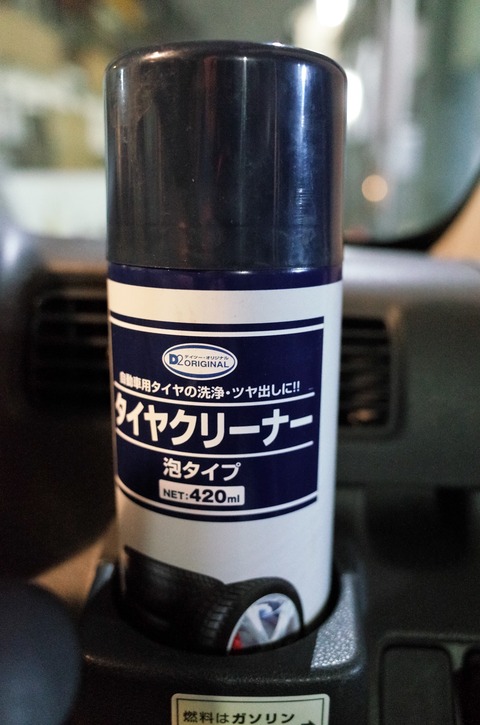 デイツー・オリジナル
D2 ORIGINAL
自動車用タイヤの洗浄・ツヤ出しに!!
タイヤクリーナー
泡タイプ
NET:420ml
燃料はガソリン